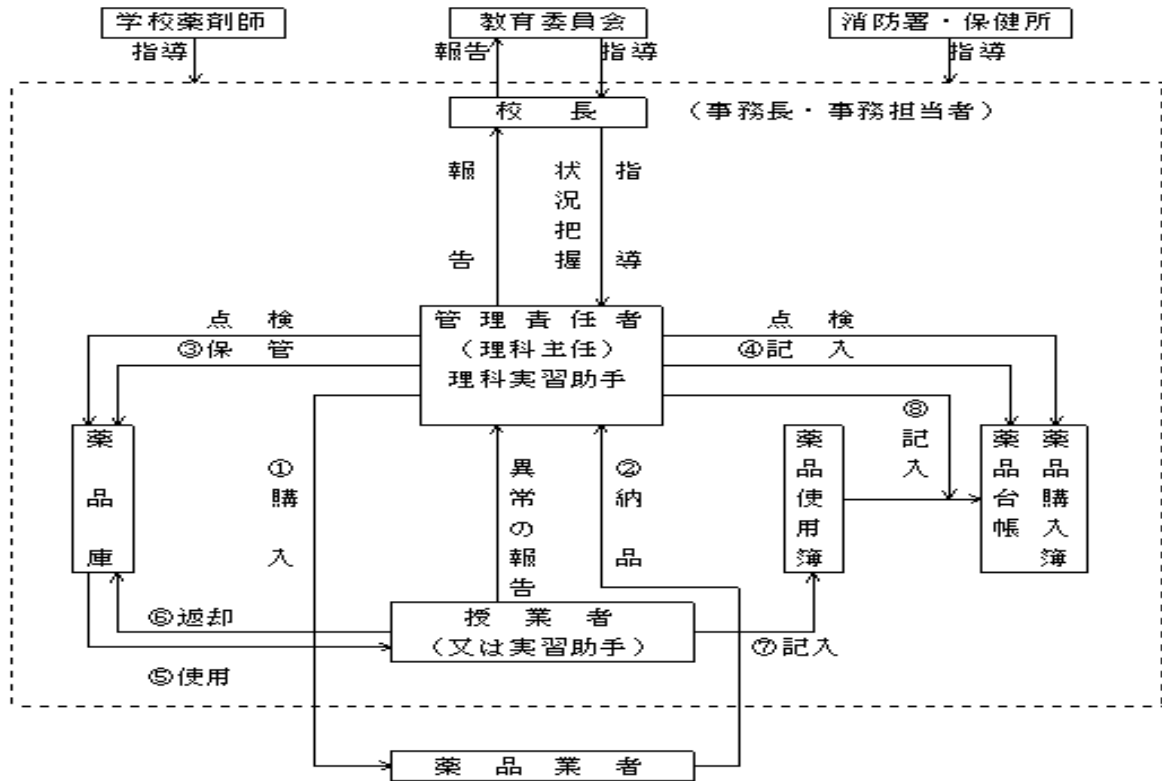 学校薬剤師
教育委員会
消防署・保健所
指導
報告
指導
指導
校長
（事務長・事務担当者）
報告
状況把握
指導
点検
③保管
管理責任者
（理科主任）
理科実習助手
点検
④記入
薬品庫
①購入
異常の報告
②納品
薬品使用簿
⑧記入
薬品台帳
薬品購入簿
⑥返却
授業者
（又は実習助手）
⑦記入
⑤使用
薬品業者